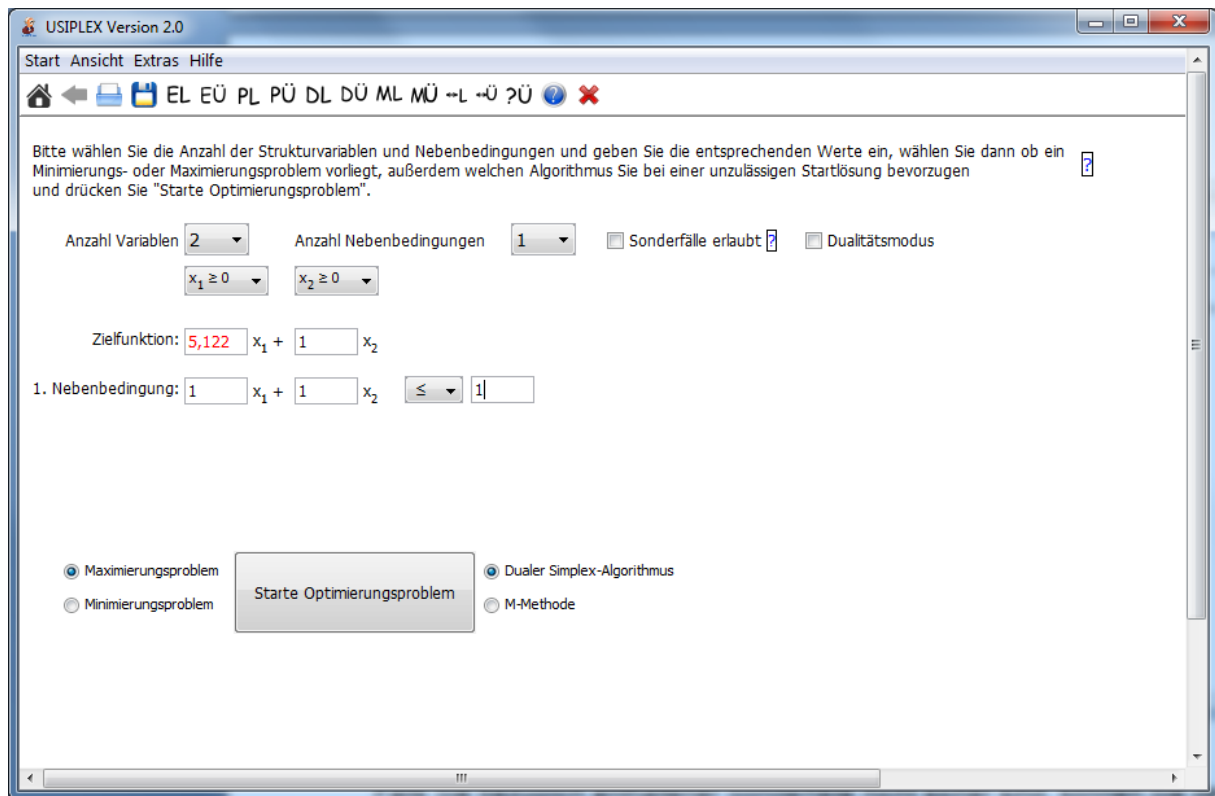 USIPLEX Version 2.0
Start Ansicht Extras Hilfe
EL EÜ PL PÜ DL DÜ ML MÜ ↔L ↔Ü ?Ü ?
Bitte wählen Sie die Anzahl der Strukturvariablen und Nebenbedingungen und geben Sie die entsprechenden Werte ein, wählen Sie dann ob ein
Minimierungs- oder Maximierungsproblem vorliegt, außerdem welchen Algorithmus Sie bei einer unzulässigen Startlösung bevorzugen
und drücken Sie "Starte Optimierungsproblem".
?
Anzahl Variablen 2 Anzahl Nebenbedingungen 1 Sonderfälle erlaubt ? Dualitätsmodus
x₁ ≥ 0 x₂ ≥ 0
Zielfunktion: 5,122 x₁ + 1 x₂
1. Nebenbedingung: 1 x₁ + 1 x₂ ≤ 1
Maximierungsproblem Starte Optimierungsproblem Dualer Simplex-Algorithmus
Minimierungsproblem M-Methode